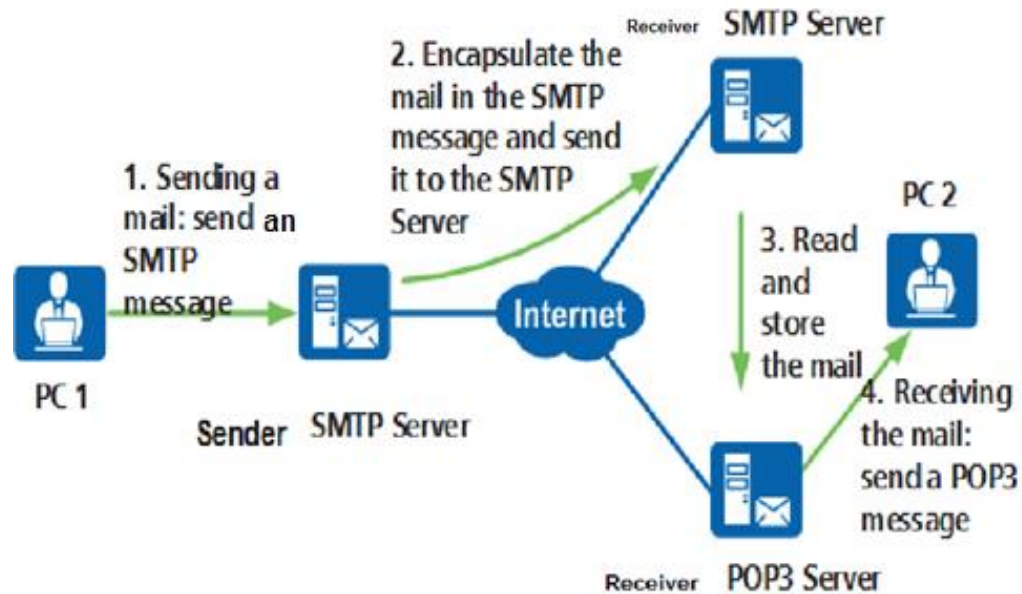 Receiver SMTP Server
2. Encapsulate the
mail in the SMTP
message and send
it to the SMTP
Server
1. Sending a
mail: send an
SMTP
message
PC 1
Sender SMTP Server
Internet
3. Read
and
store
the mail
PC 2
4. Receiving
the mail:
send a POP3
message
Receiver POP3 Server